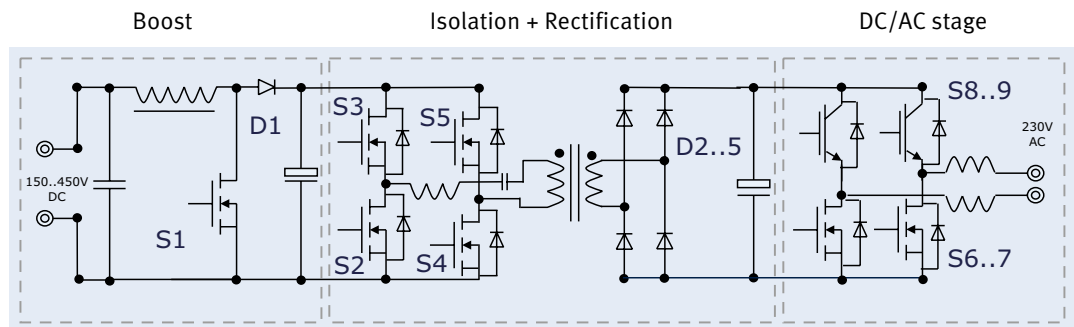 Boost
Isolation + Rectification
DC/AC stage
S3
S5
S8..9
D1
D2..5
230V
AC
150..450V
DC
S1
S2
S4
S6..7